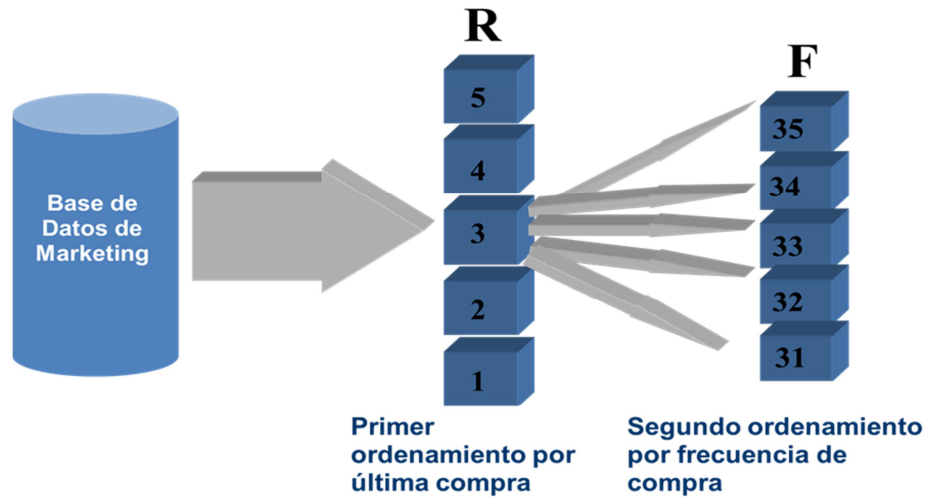 Base de
Datos de
Marketing
R
5
4
3
2
1
Primer
ordenamiento por
última compra
F
35
34
33
32
31
Segundo ordenamiento
por frecuencia de
compra